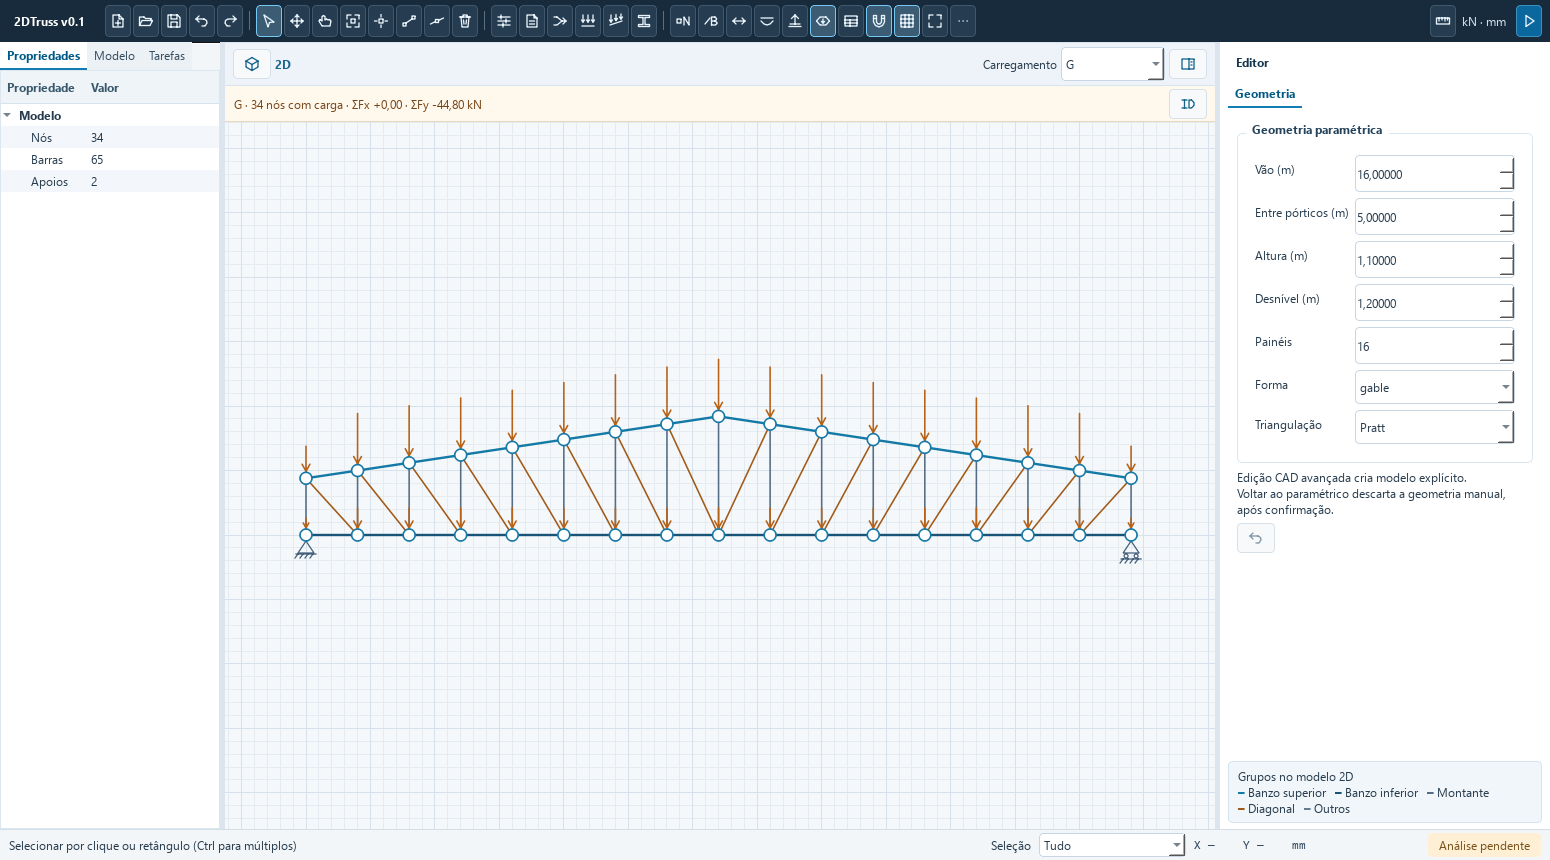 2DTruss v0.1
N
B
kN · mm
Propriedades Modelo Tarefas
Propriedade Valor
Modelo
Nós 34
Barras 65
Apoios 2
2D
Carregamento G
G · 34 nós com carga · ΣFx +0,00 · ΣFy -44,80 kN
ID
Editor
Geometria
Geometria paramétrica
Vão (m) 16,00000
Entre pórticos (m) 5,00000
Altura (m) 1,10000
Desnível (m) 1,20000
Painéis 16
Forma gable
Triangulação Pratt
Edição CAD avançada cria modelo explícito.
Voltar ao paramétrico descarta a geometria manual,
após confirmação.
Grupos no modelo 2D
Banzo superior Banzo inferior Montante
Diagonal Outros
Selecionar por clique ou retângulo (Ctrl para múltiplos)
Seleção Tudo
X — Y — mm
Análise pendente